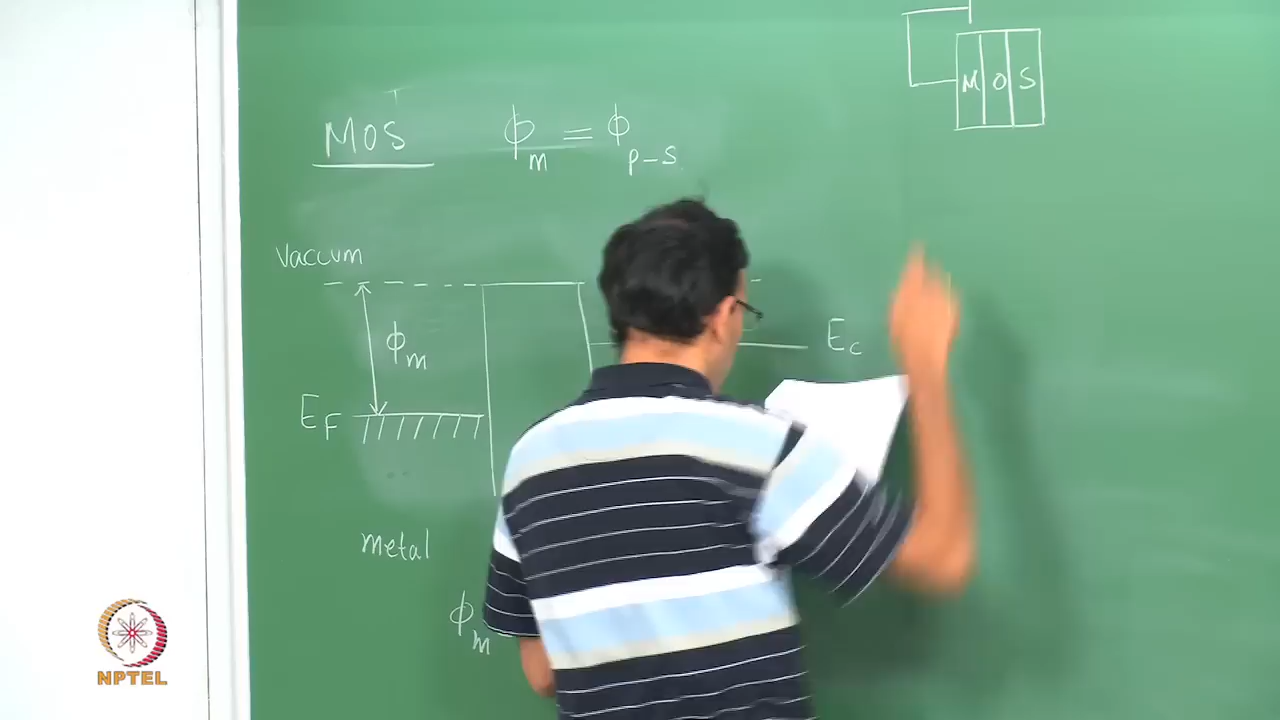 M O S
MOS ϕm = ϕp-s
Vaccum
ϕm
Ec
EF
metal
ϕm
NPTEL